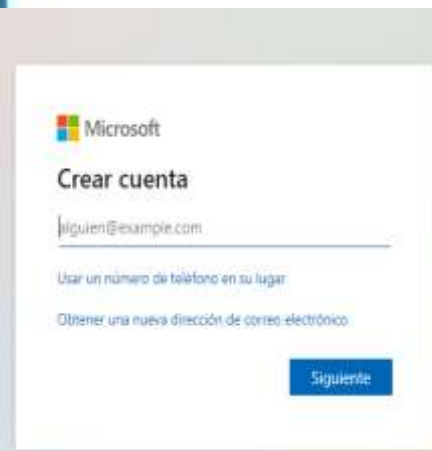 Microsoft
Crear cuenta
alguien@example.com
Usar un número de teléfono en su lugar
Obtener una nueva dirección de correo electrónico
Siguiente